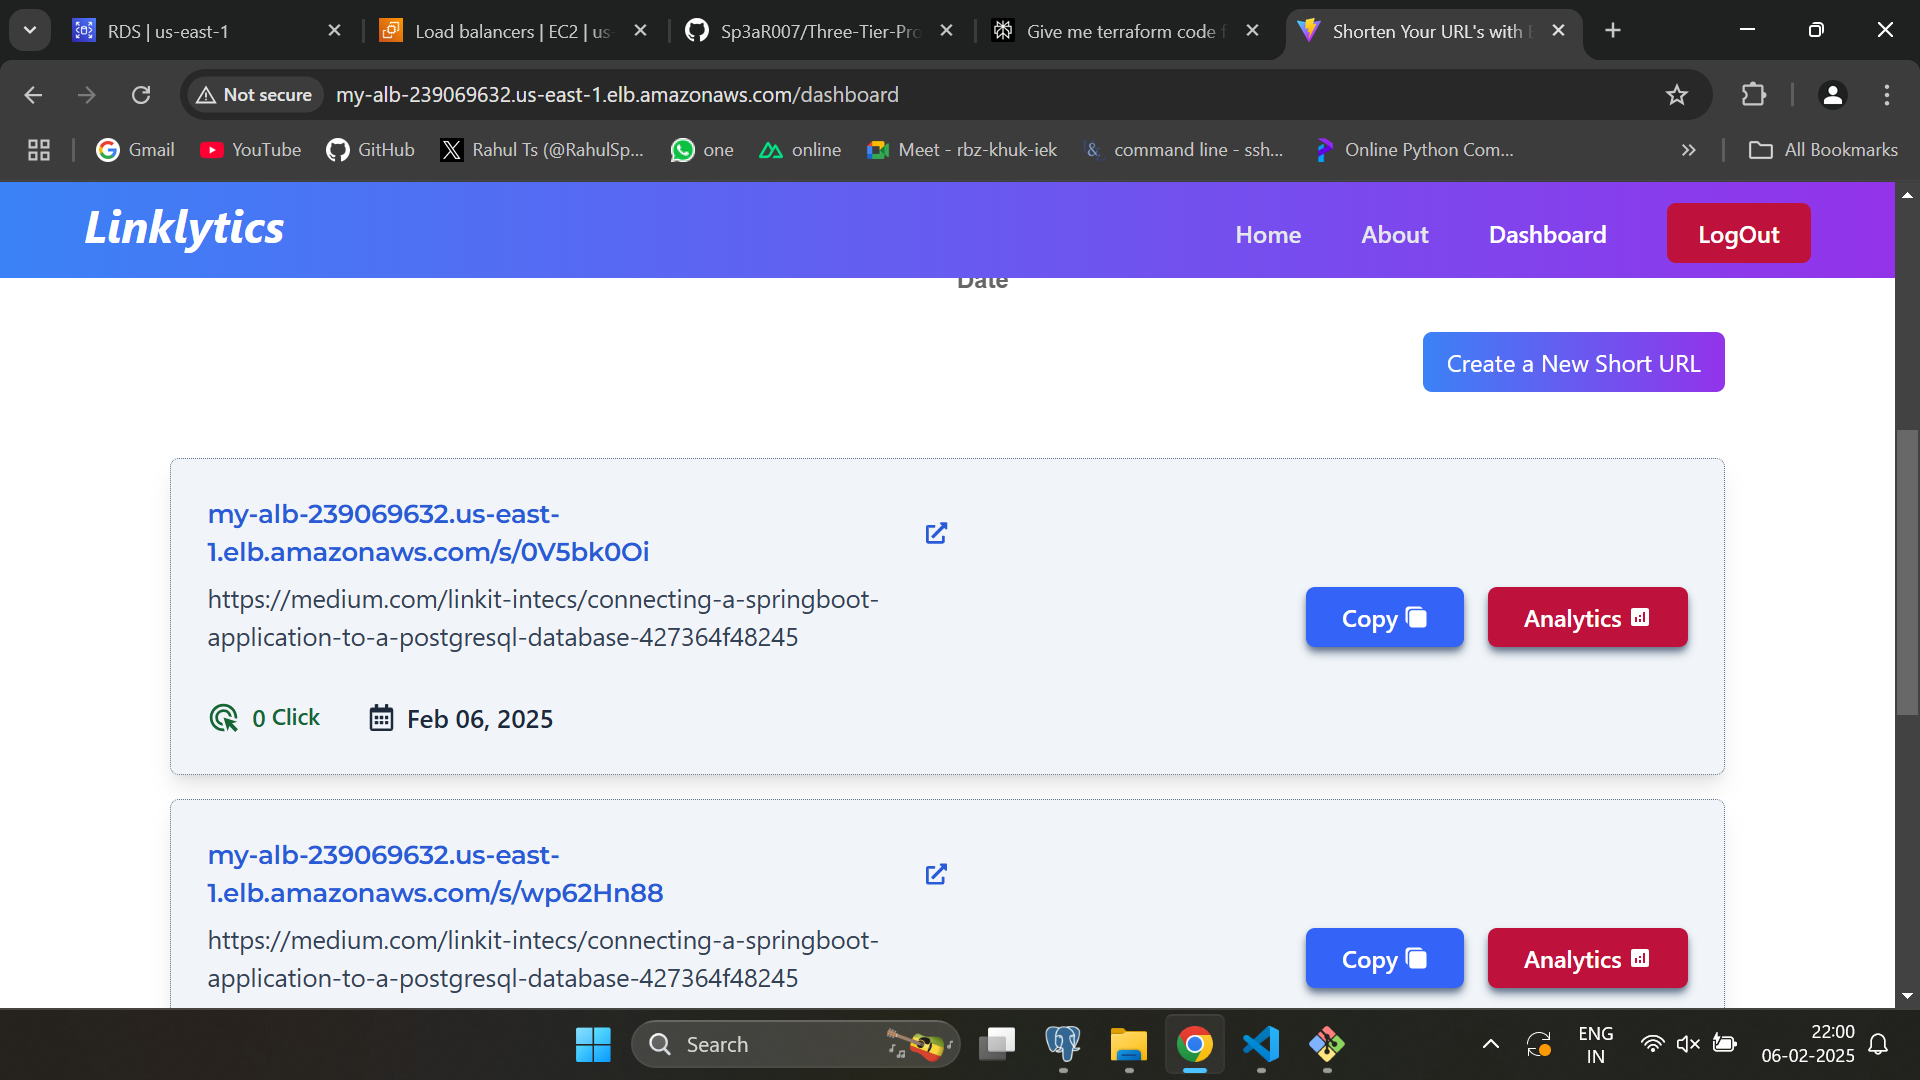 RDS | us-east-1
Load balancers | EC2 | us-
Sp3aR007/Three-Tier-Pro
Give me terraform code f
Shorten Your URL's with
Not secure
my-alb-239069632.us-east-1.elb.amazonaws.com/dashboard
Gmail
YouTube
GitHub
Rahul Ts (@RahulSp...
one
online
Meet - rbz-khuk-iek
command line - ssh...
Online Python Com...
All Bookmarks
Linklytics
Home
About
Dashboard
LogOut
Date
Create a New Short URL
my-alb-239069632.us-east-
1.elb.amazonaws.com/s/0V5bk0Oi
https://medium.com/linkit-intecs/connecting-a-springboot-
application-to-a-postgresql-database-427364f48245
Copy
Analytics
0 Click
Feb 06, 2025
my-alb-239069632.us-east-
1.elb.amazonaws.com/s/wp62Hn88
https://medium.com/linkit-intecs/connecting-a-springboot-
application-to-a-postgresql-database-427364f48245
Copy
Analytics
Search
ENG
IN
22:00
06-02-2025